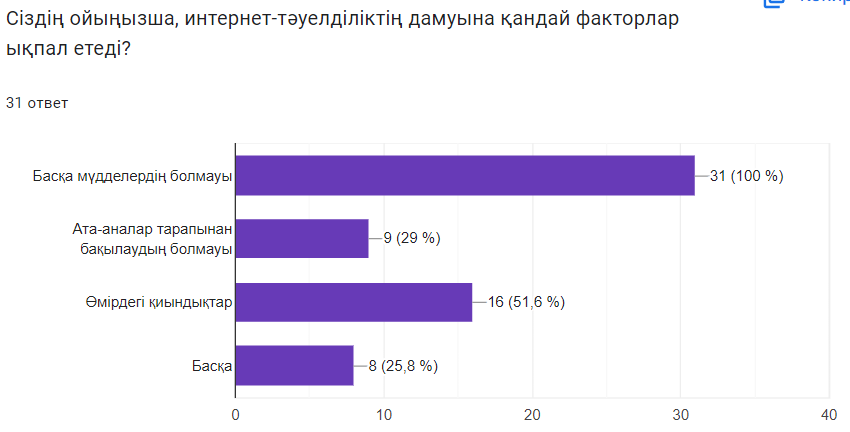 Сіздің ойыңызша, интернет-тәуелділіктің дамуына қандай факторлар
ықпал етеді?
31 ответ
Басқа мүдделердің болмауы
31 (100 %)
Ата-аналар тарапынан
бақылаудың болмауы
9 (29 %)
Өмірдегі қиындықтар
16 (51,6 %)
Басқа
8 (25,8 %)
0
10
20
30
40